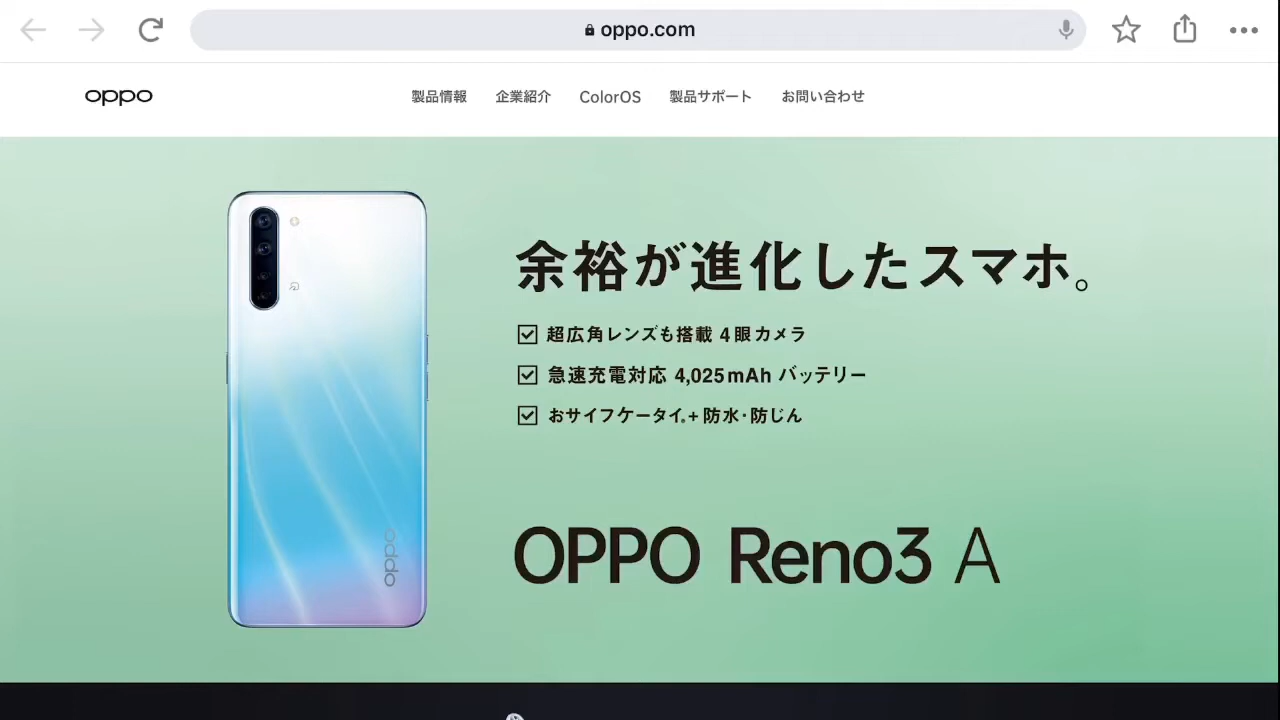 oppo.com
oppo
製品情報 企業紹介 ColorOS 製品サポート お問い合わせ
余裕が進化したスマホ。
超広角レンズも搭載 4眼カメラ
急速充電対応 4,025mAh バッテリー
おサイフケータイ®+防水・防じん
oppo
OPPO Reno3 A